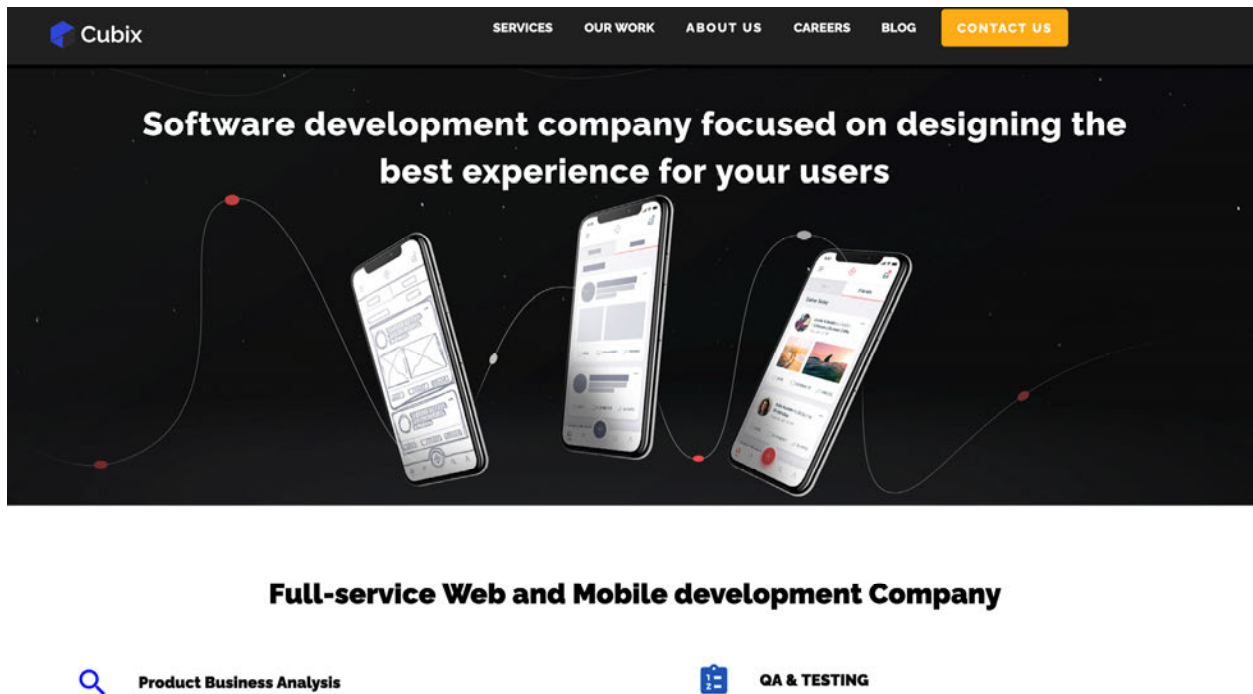 Cubix
SERVICES
OUR WORK
ABOUT US
CAREERS
BLOG
CONTACT US
Software development company focused on designing the
best experience for your users
Full-service Web and Mobile development Company
Product Business Analysis
QA & TESTING